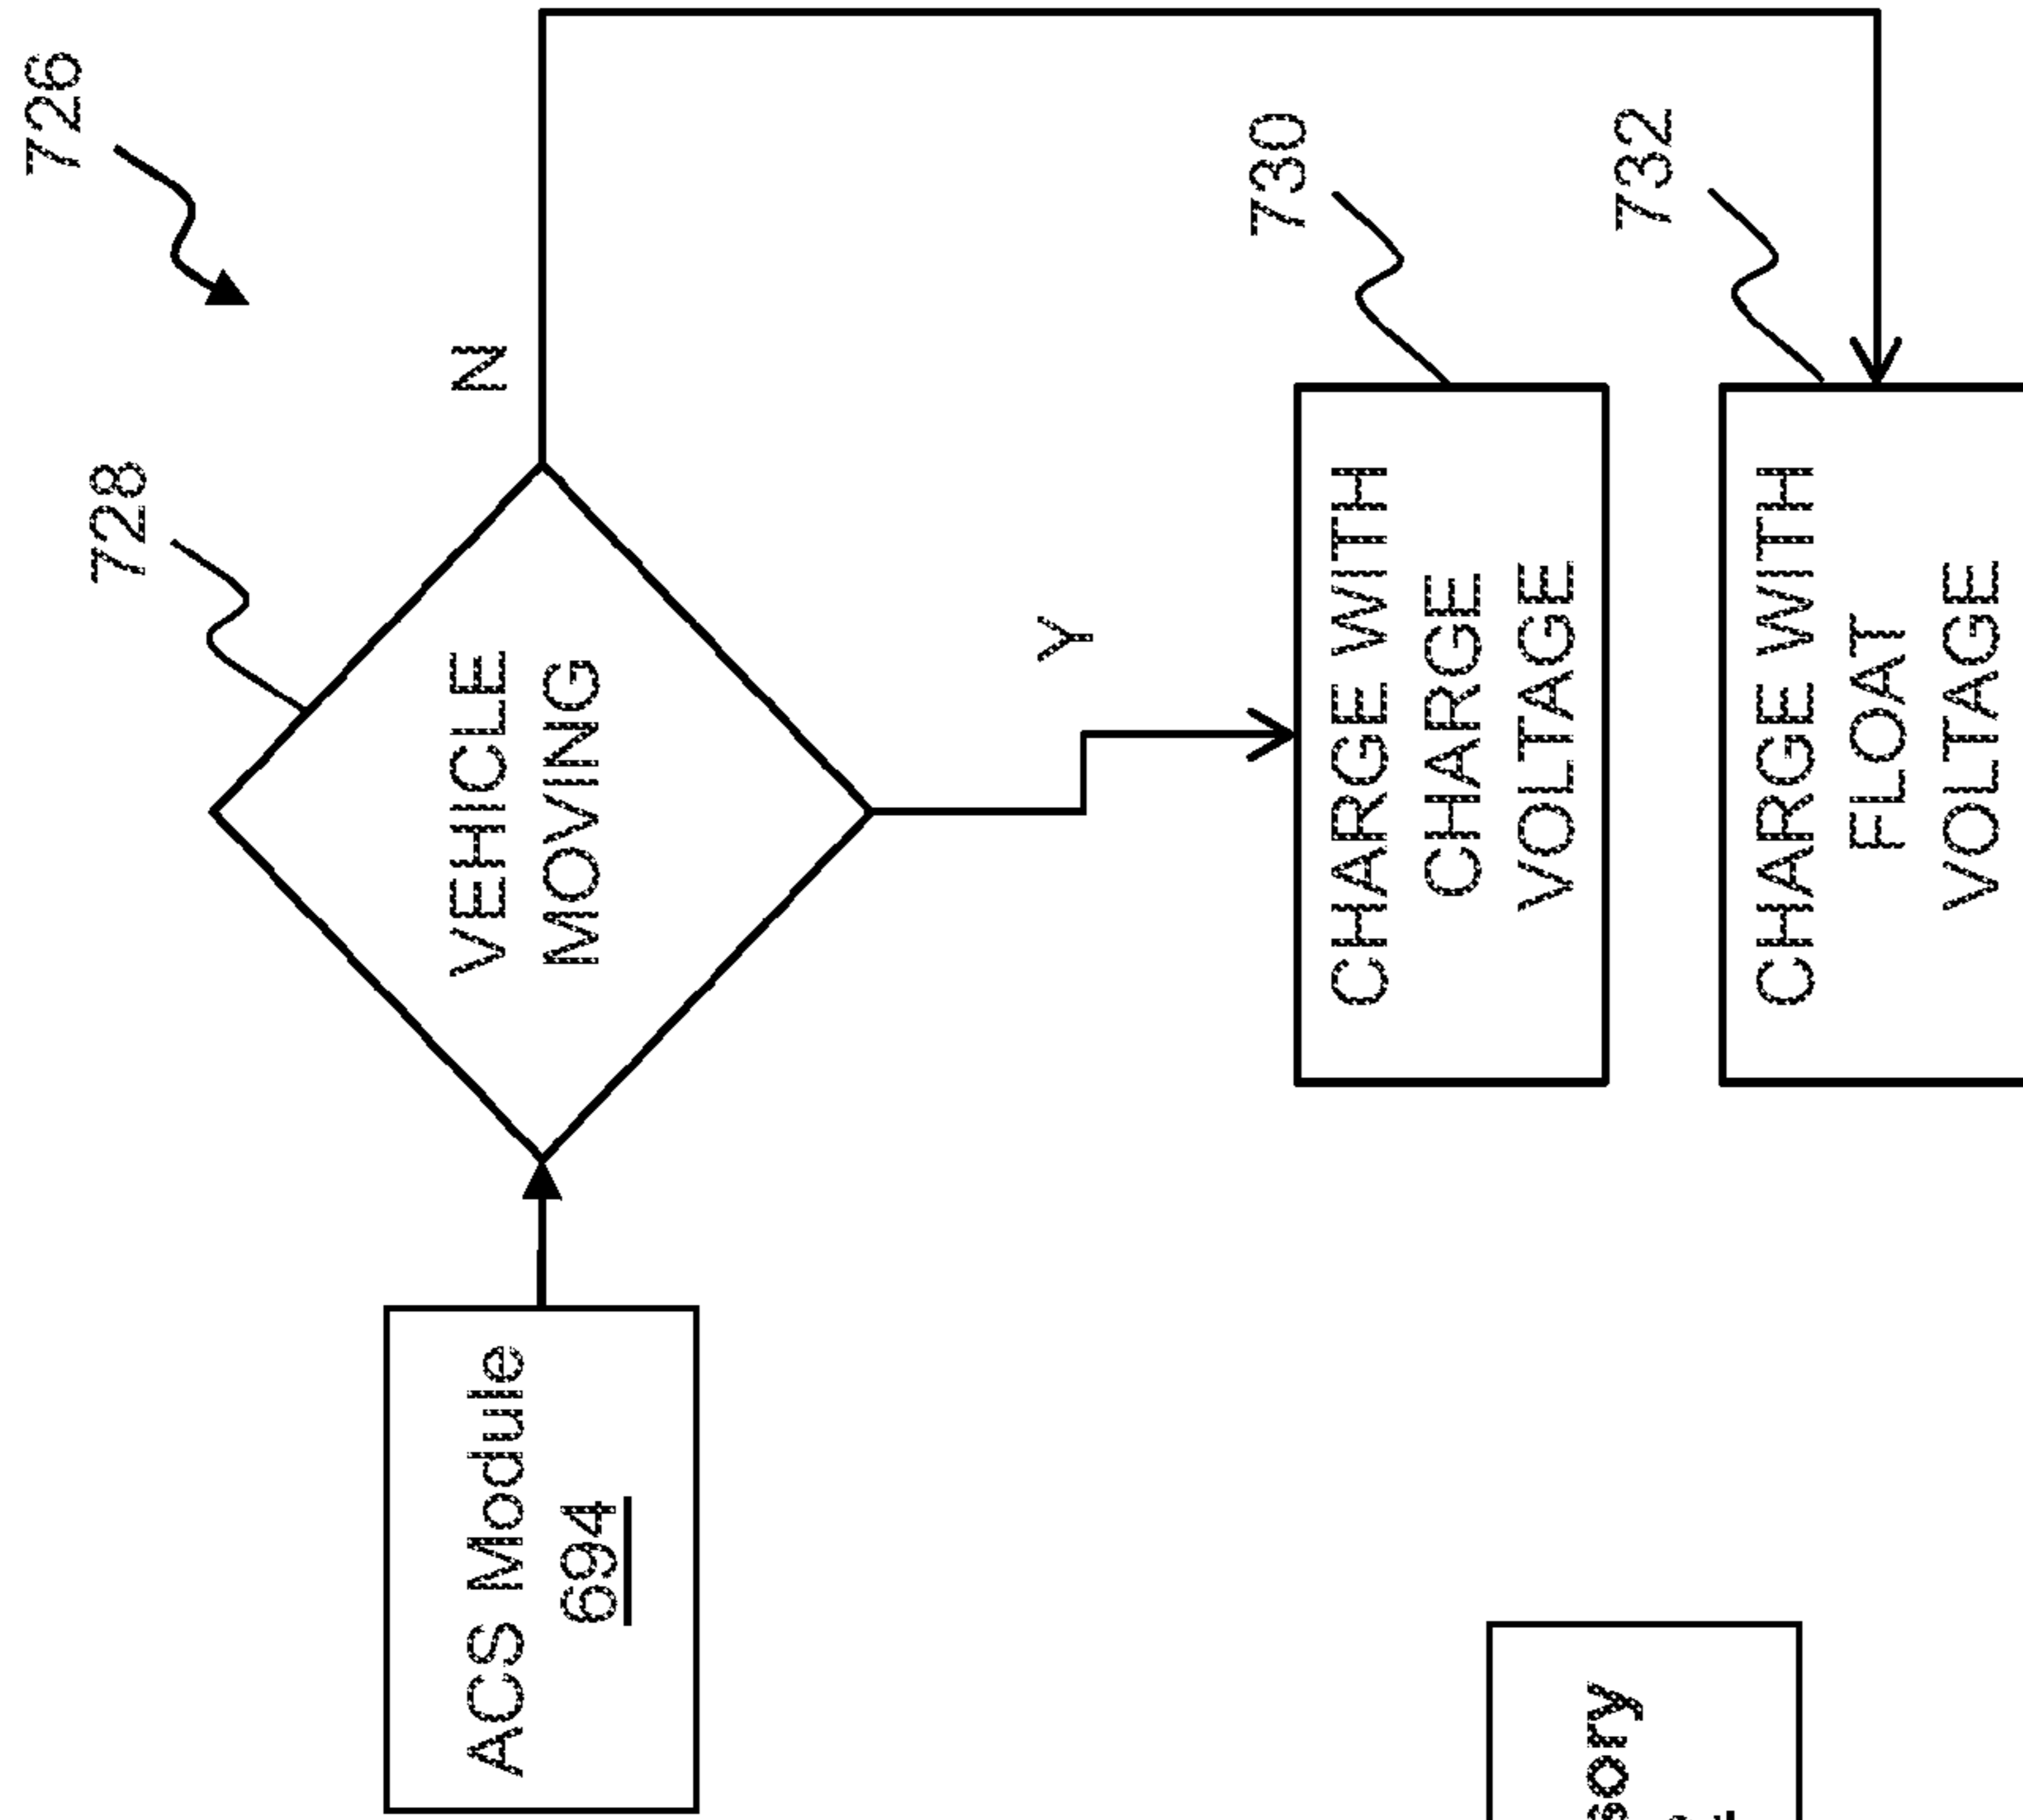 726
728
VEHICLE
MOVING
N
Y
ACS Module
694
730
CHARGE WITH
CHARGE
VOLTAGE
732
CHARGE WITH
FLOAT
VOLTAGE